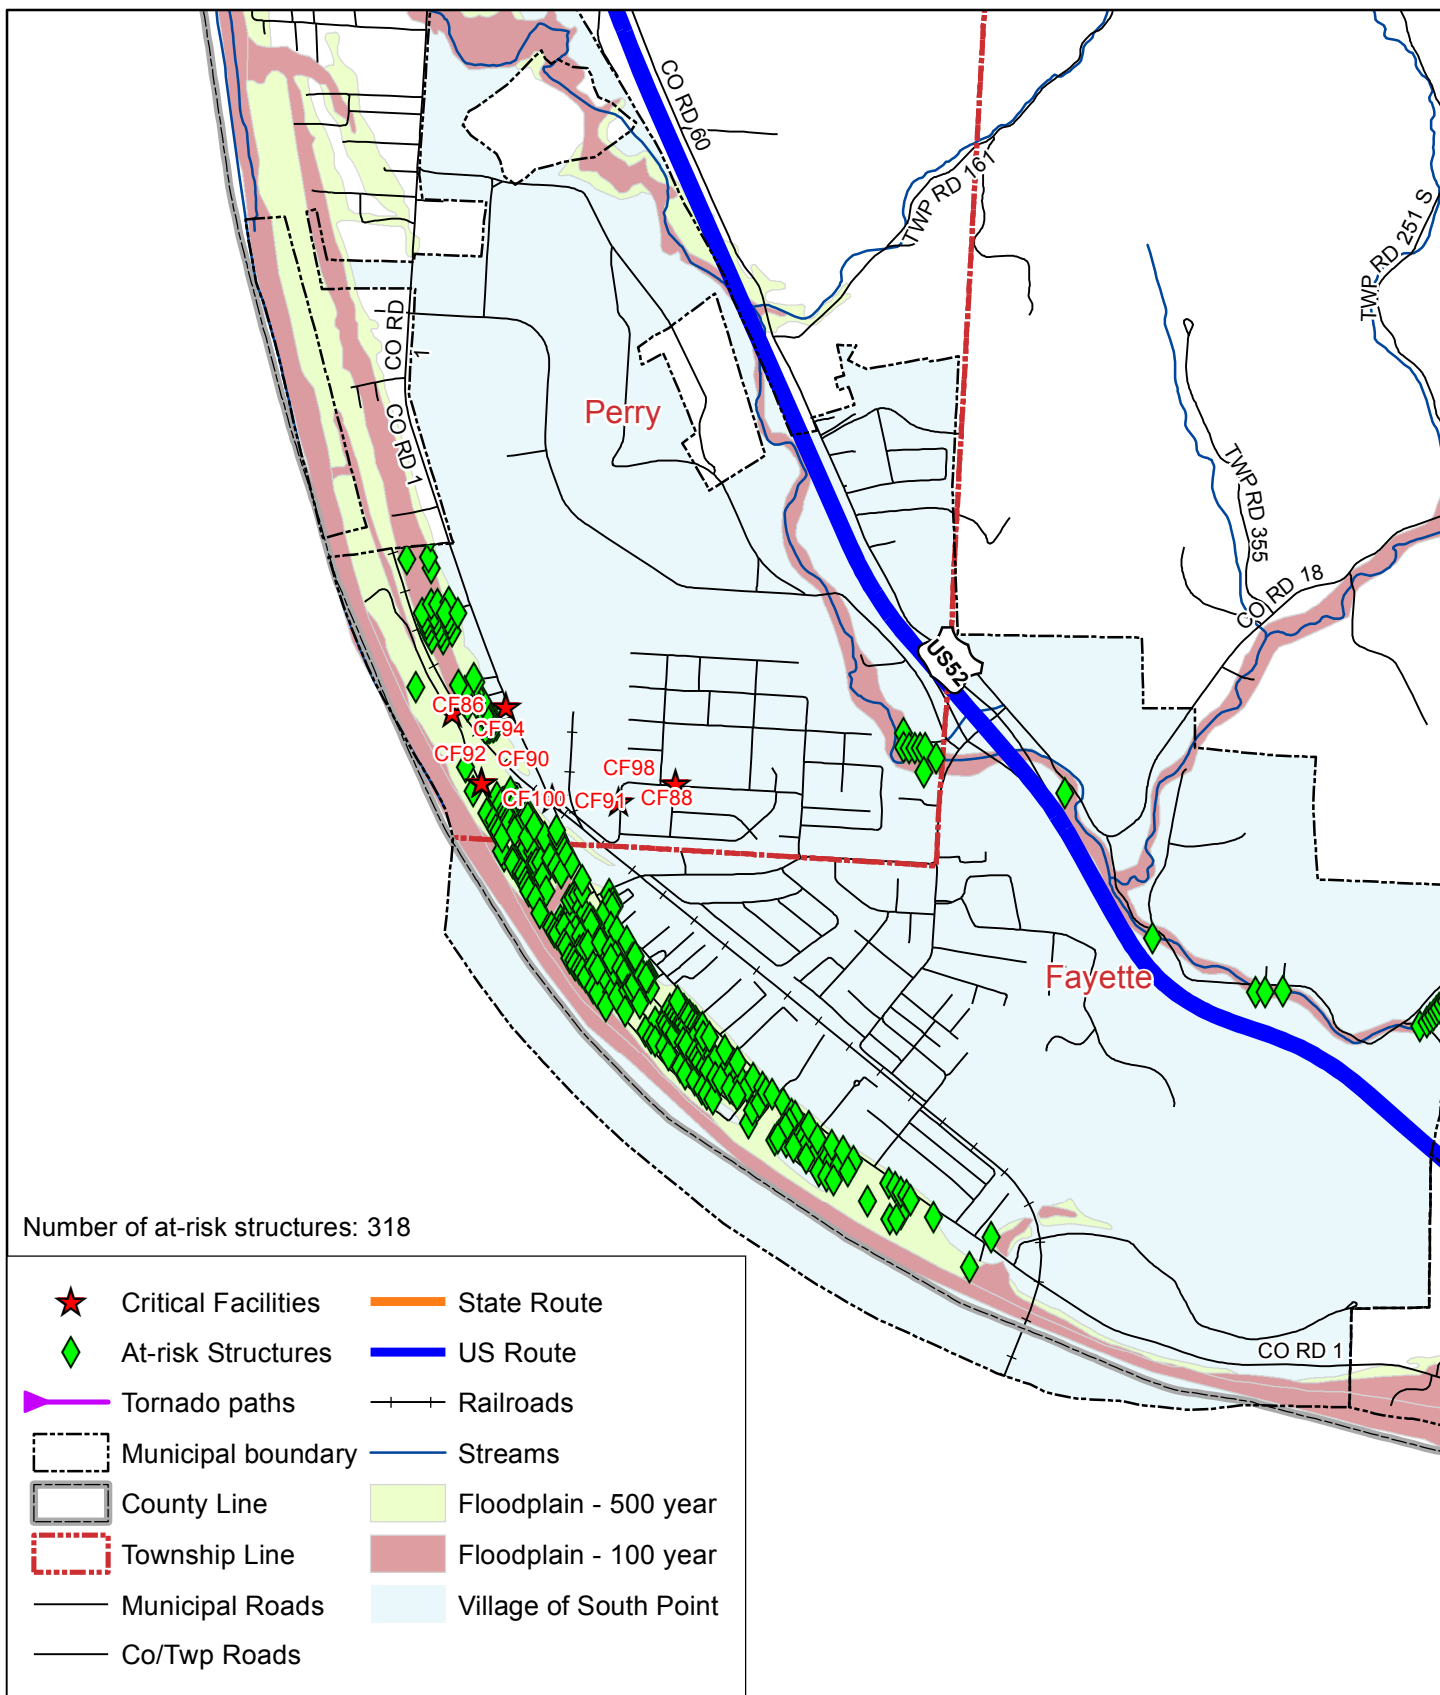 CO RD 60
TWP RD 161
TWP RD 251 S
CO RD
1
CO RD 1
Perry
TWP RD 355
CO RD 18
US52
CF86
CF94
CF92
CF90
CF98
CF100
CF91
CF88
Fayette
CO RD 1
Number of at-risk structures: 318
Critical Facilities
At-risk Structures
Tornado paths
Municipal boundary
County Line
Township Line
Municipal Roads
Co/Twp Roads
State Route
US Route
Railroads
Streams
Floodplain - 500 year
Floodplain - 100 year
Village of South Point